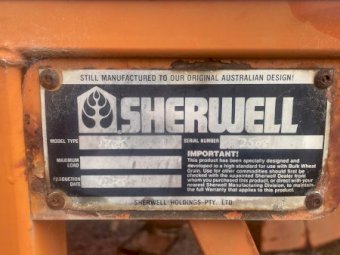 STILL MANUFACTURED TO OUR ORIGINAL AUSTRALIAN DESIGN!
SHERWELL
MODEL TYPE SERIAL NUMBER
IMPORTANT!
MAXIMUM LOAD
PRODUCTION DATE
This product has been specially designed and
developed to a high standard for use with Bulk Wheat
Grain. Use for other commodities should first be
checked with the appointed Sherwell Dealer from
whom you purchased this product, or direct with your
nearest Sherwell Manufacturing Division, to maintain
the full Warranty that applies to this product.
SHERWELL HOLDINGS PTY. LTD.